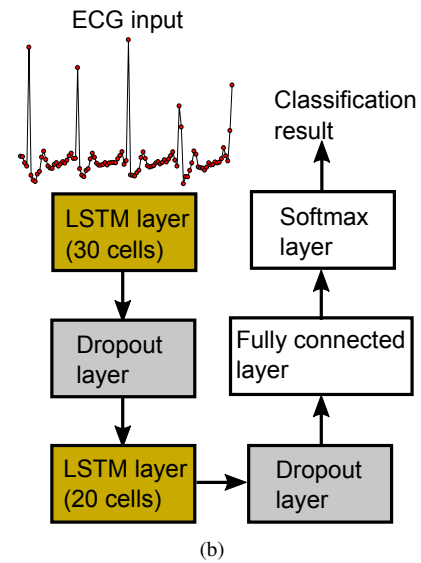 ECG input
LSTM layer
(30 cells)
Dropout
layer
LSTM layer
(20 cells)
Dropout
layer
Fully connected
layer
Softmax
layer
Classification
result
(b)